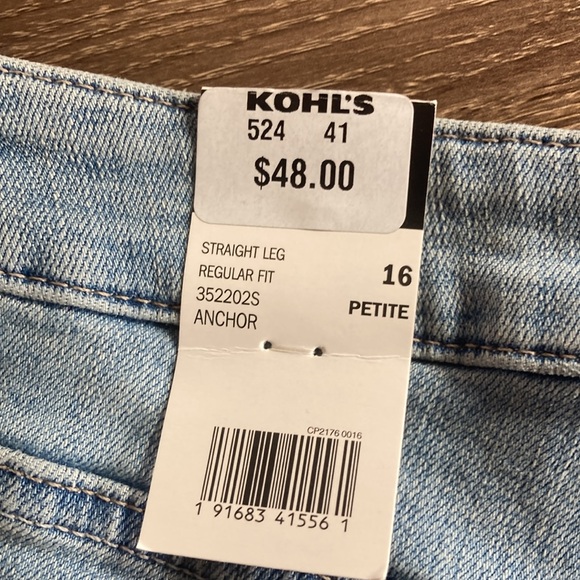 KOHL'S
524 41
$48.00
STRAIGHT LEG
REGULAR FIT
352202S
ANCHOR
16
PETITE
CP2176 0016
1 91683 41556 1